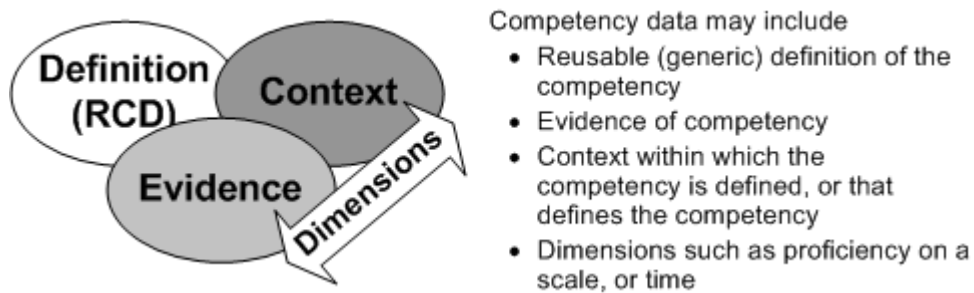 Definition
(RCD)
Context
Evidence
Dimensions
Competency data may include
• Reusable (generic) definition of the
competency
• Evidence of competency
• Context within which the
competency is defined, or that
defines the competency
• Dimensions such as proficiency on a
scale, or time